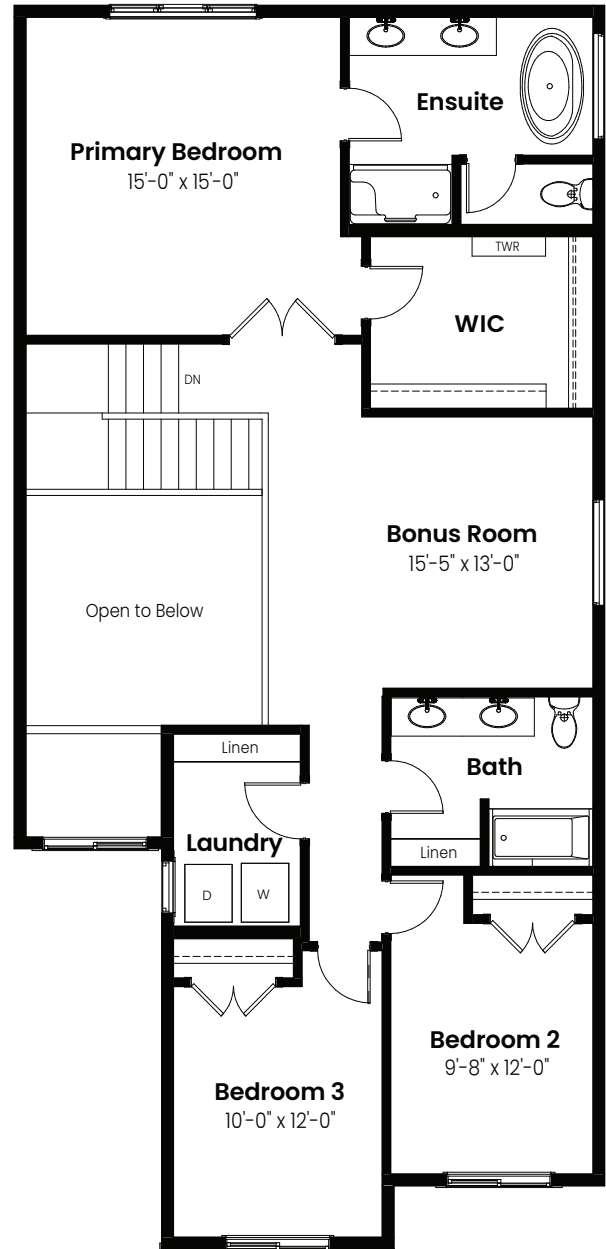 Ensuite
Primary Bedroom
15'-0" x 15'-0"
TWR
WIC
DN
Bonus Room
15'-5" x 13'-0"
Open to Below
Linen
Bath
Laundry
Linen
D
W
Bedroom 2
9'-8" x 12'-0"
Bedroom 3
10'-0" x 12'-0"